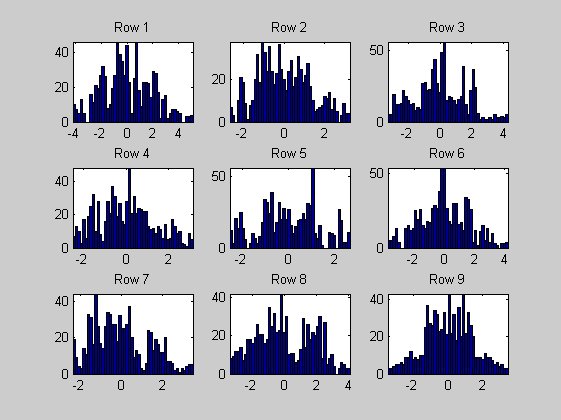 Row 1 Row 2 Row 3
40 20 0 -4 -2 0 2 4
20 0 -2 0 2
50 0 -2 0 2 4
Row 4 Row 5 Row 6
40 20 0 -2 0 2
50 0 -2 0 2
50 0 -2 0 2 4
Row 7 Row 8 Row 9
40 20 0 -2 0 2
40 20 0 -2 0 2 4
40 20 0 -2 0 2